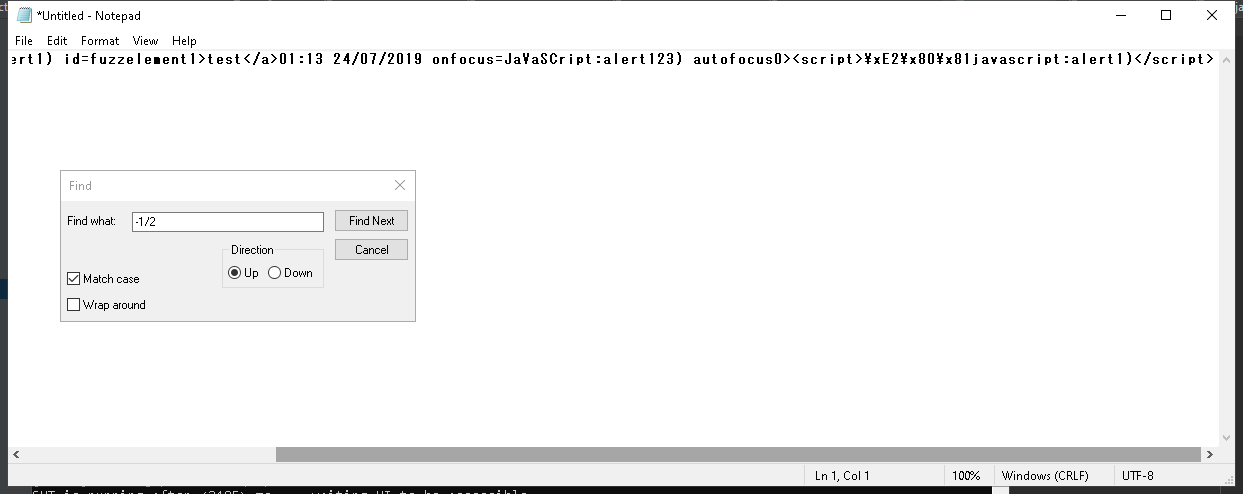 *Untitled - Notepad
File Edit Format View Help
ert1) id=fuzzelement1>test</a>01:13 24/07/2019 onfocus=JaVaSCript:alert123) autofocus0><script>¥xE2¥x80¥x81javascript:alert1)</script>
Find
Find what: -1/2 Find Next
Direction Cancel
Up Down
Match case
Wrap around
Ln 1, Col 1 100% Windows (CRLF) UTF-8